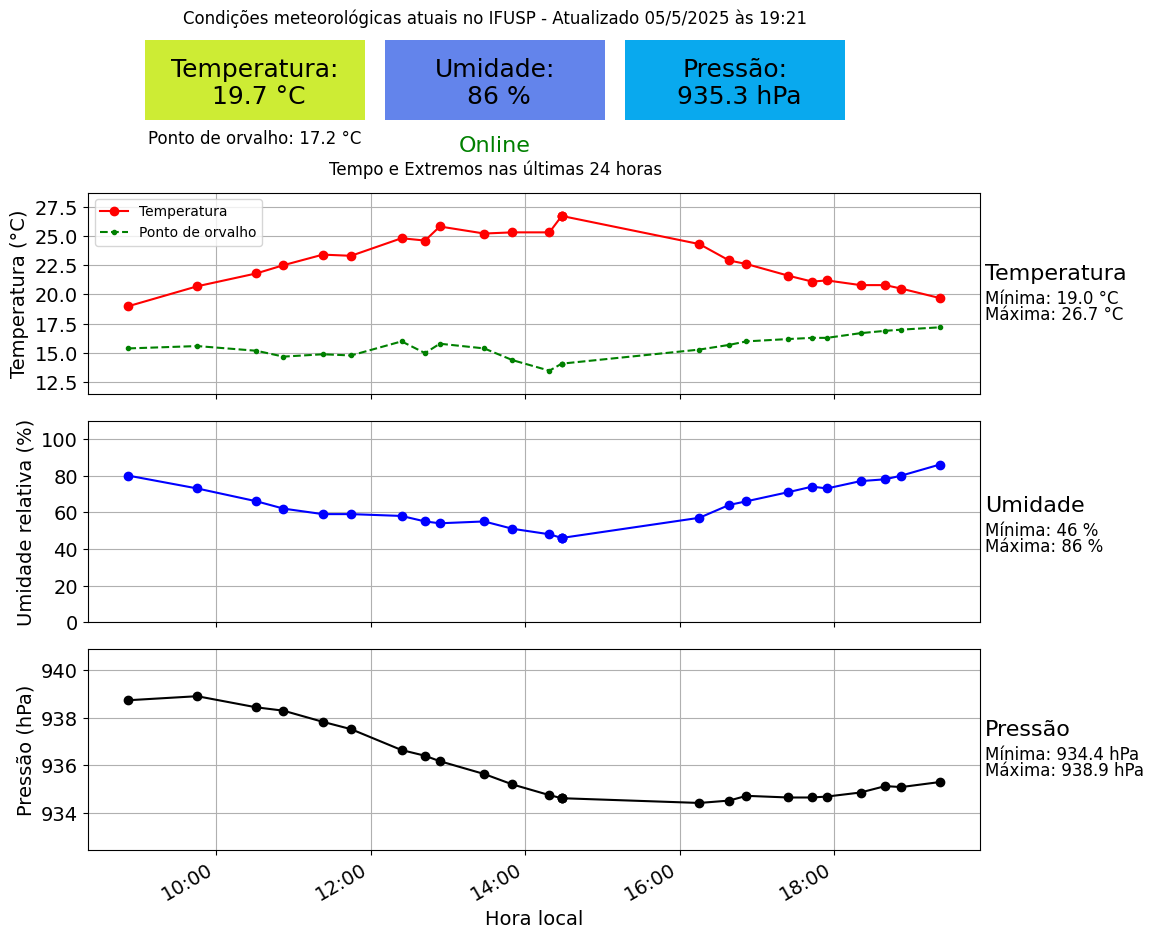 Condições meteorológicas atuais no IFUSP - Atualizado 05/5/2025 às 19:21
Temperatura:
19.7 °C
Umidade:
86 %
Pressão:
935.3 hPa
Ponto de orvalho: 17.2 °C
Online
Tempo e Extremos nas últimas 24 horas
Temperatura (°C)
27.5
25.0
22.5
20.0
17.5
15.0
12.5
Temperatura
Ponto de orvalho
Temperatura
Mínima: 19.0 °C
Máxima: 26.7 °C
Umidade relativa (%)
100
80
60
40
20
0
Umidade
Mínima: 46 %
Máxima: 86 %
Pressão (hPa)
940
938
936
934
Pressão
Mínima: 934.4 hPa
Máxima: 938.9 hPa
10:00
12:00
14:00
16:00
18:00
Hora local